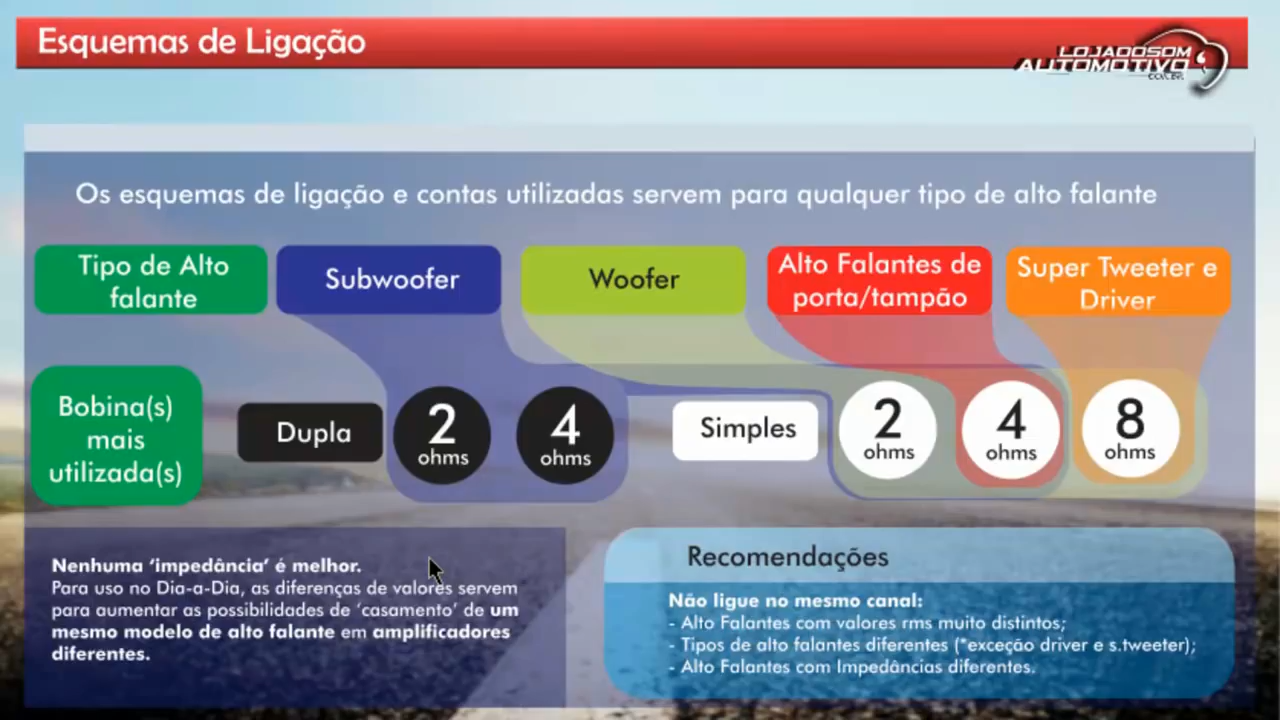 Esquemas de Ligação
LOJADOSOM
AUTOMOTIVO
.COM.BR
Os esquemas de ligação e contas utilizadas servem para qualquer tipo de alto falante
Tipo de Alto
falante
Subwoofer
Woofer
Alto Falantes de
porta/tampão
Super Tweeter e
Driver
Bobina(s)
mais
utilizada(s)
Dupla
2
ohms
4
ohms
Simples
2
ohms
4
ohms
8
ohms
Nenhuma ‘impedância’ é melhor.
Para uso no Dia-a-Dia, as diferenças de valores servem
para aumentar as possibilidades de ‘casamento’ de um
mesmo modelo de alto falante em amplificadores
diferentes.
Recomendações
Não ligue no mesmo canal:
- Alto Falantes com valores rms muito distintos;
- Tipos de alto falantes diferentes (*exceção driver e s.tweeter);
- Alto Falantes com Impedâncias diferentes.